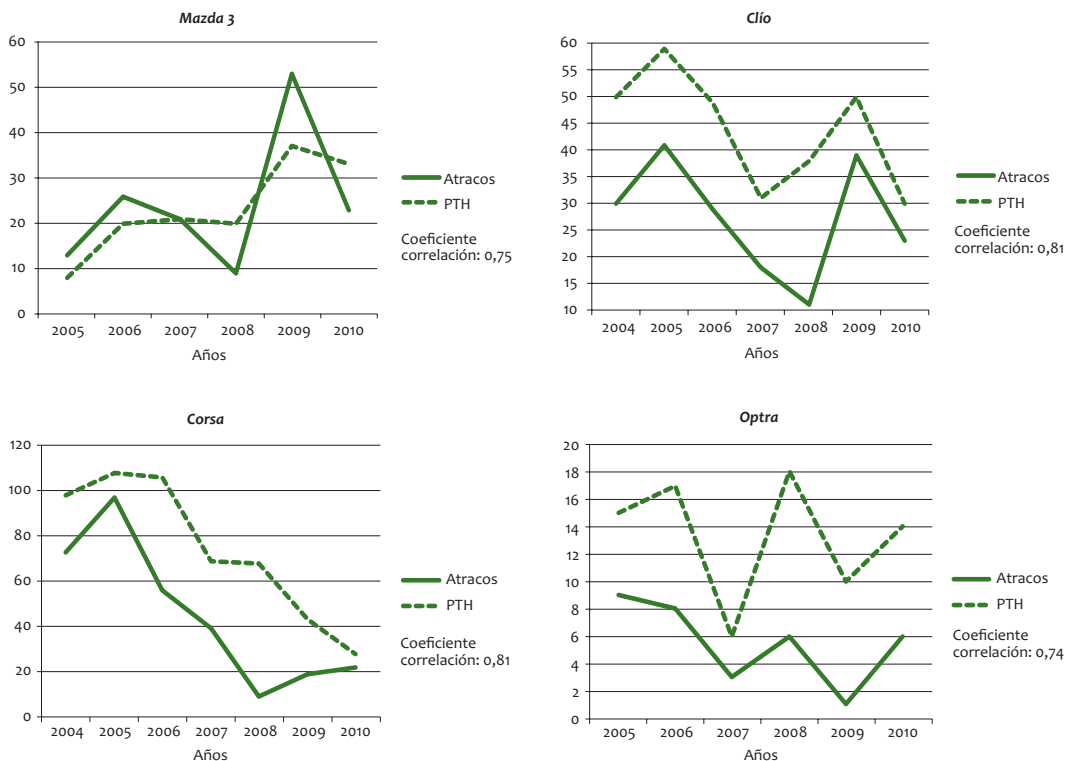 Mazda 3
60
50
40
30
20
10
0
2005 2006 2007 2008 2009 2010
Años
Atracos
PTH
Coeficiente
correlación: 0,75
Clío
60
55
50
45
40
35
30
25
20
15
10
2004 2005 2006 2007 2008 2009 2010
Años
Atracos
PTH
Coeficiente
correlación: 0,81
Corsa
120
100
80
60
40
20
0
2004 2005 2006 2007 2008 2009 2010
Años
Atracos
PTH
Coeficiente
correlación: 0,81
Optra
20
18
16
14
12
10
8
6
4
2
0
2005 2006 2007 2008 2009 2010
Años
Atracos
PTH
Coeficiente
correlación: 0,74